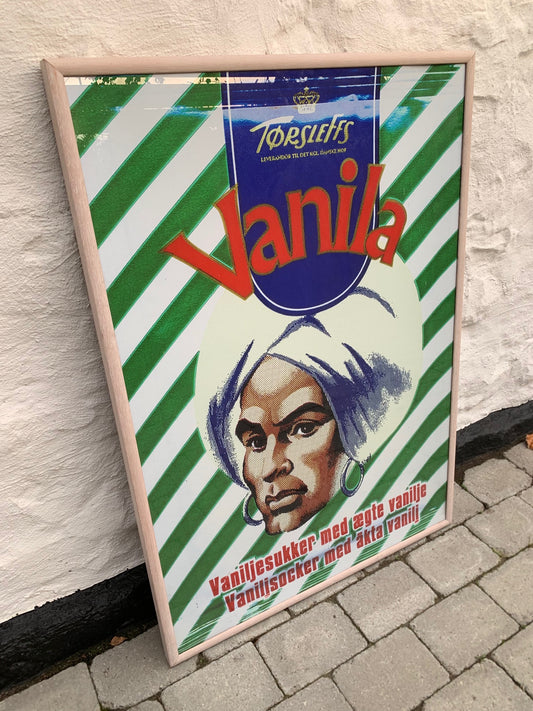 TØRSLEFFS
LEVERANDØR TIL DET KGL. DANSKE HOF
Vanila
Vaniljesukker med ægte vanilje
Vaniljsocker med äkta vanilj